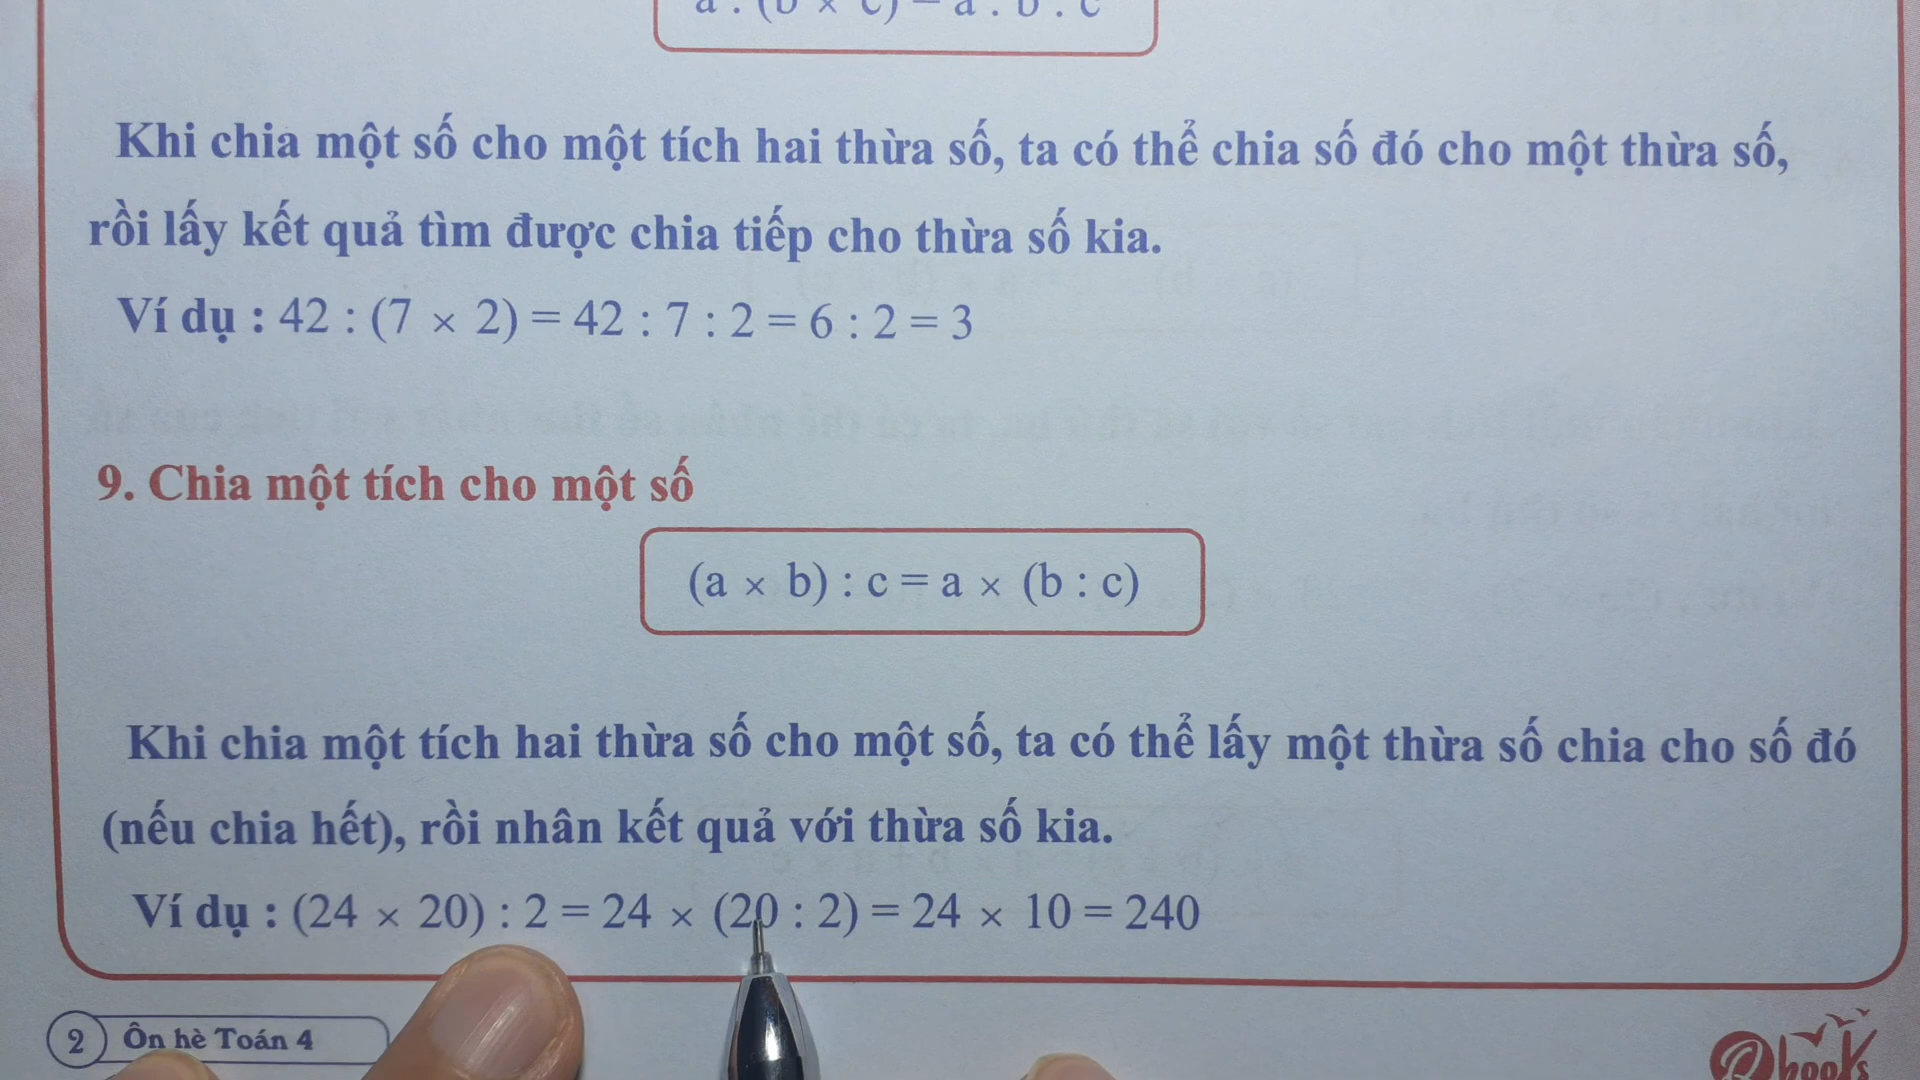 a : (b × c) = a : b : c
Khi chia một số cho một tích hai thừa số, ta có thể chia số đó cho một thừa số,
rồi lấy kết quả tìm được chia tiếp cho thừa số kia.
Ví dụ : 42 : (7 × 2) = 42 : 7 : 2 = 6 : 2 = 3
9. Chia một tích cho một số
(a × b) : c = a × (b : c)
Khi chia một tích hai thừa số cho một số, ta có thể lấy một thừa số chia cho số đó
(nếu chia hết), rồi nhân kết quả với thừa số kia.
Ví dụ : (24 × 20) : 2 = 24 × (20 : 2) = 24 × 10 = 240
2 Ôn hè Toán 4
books